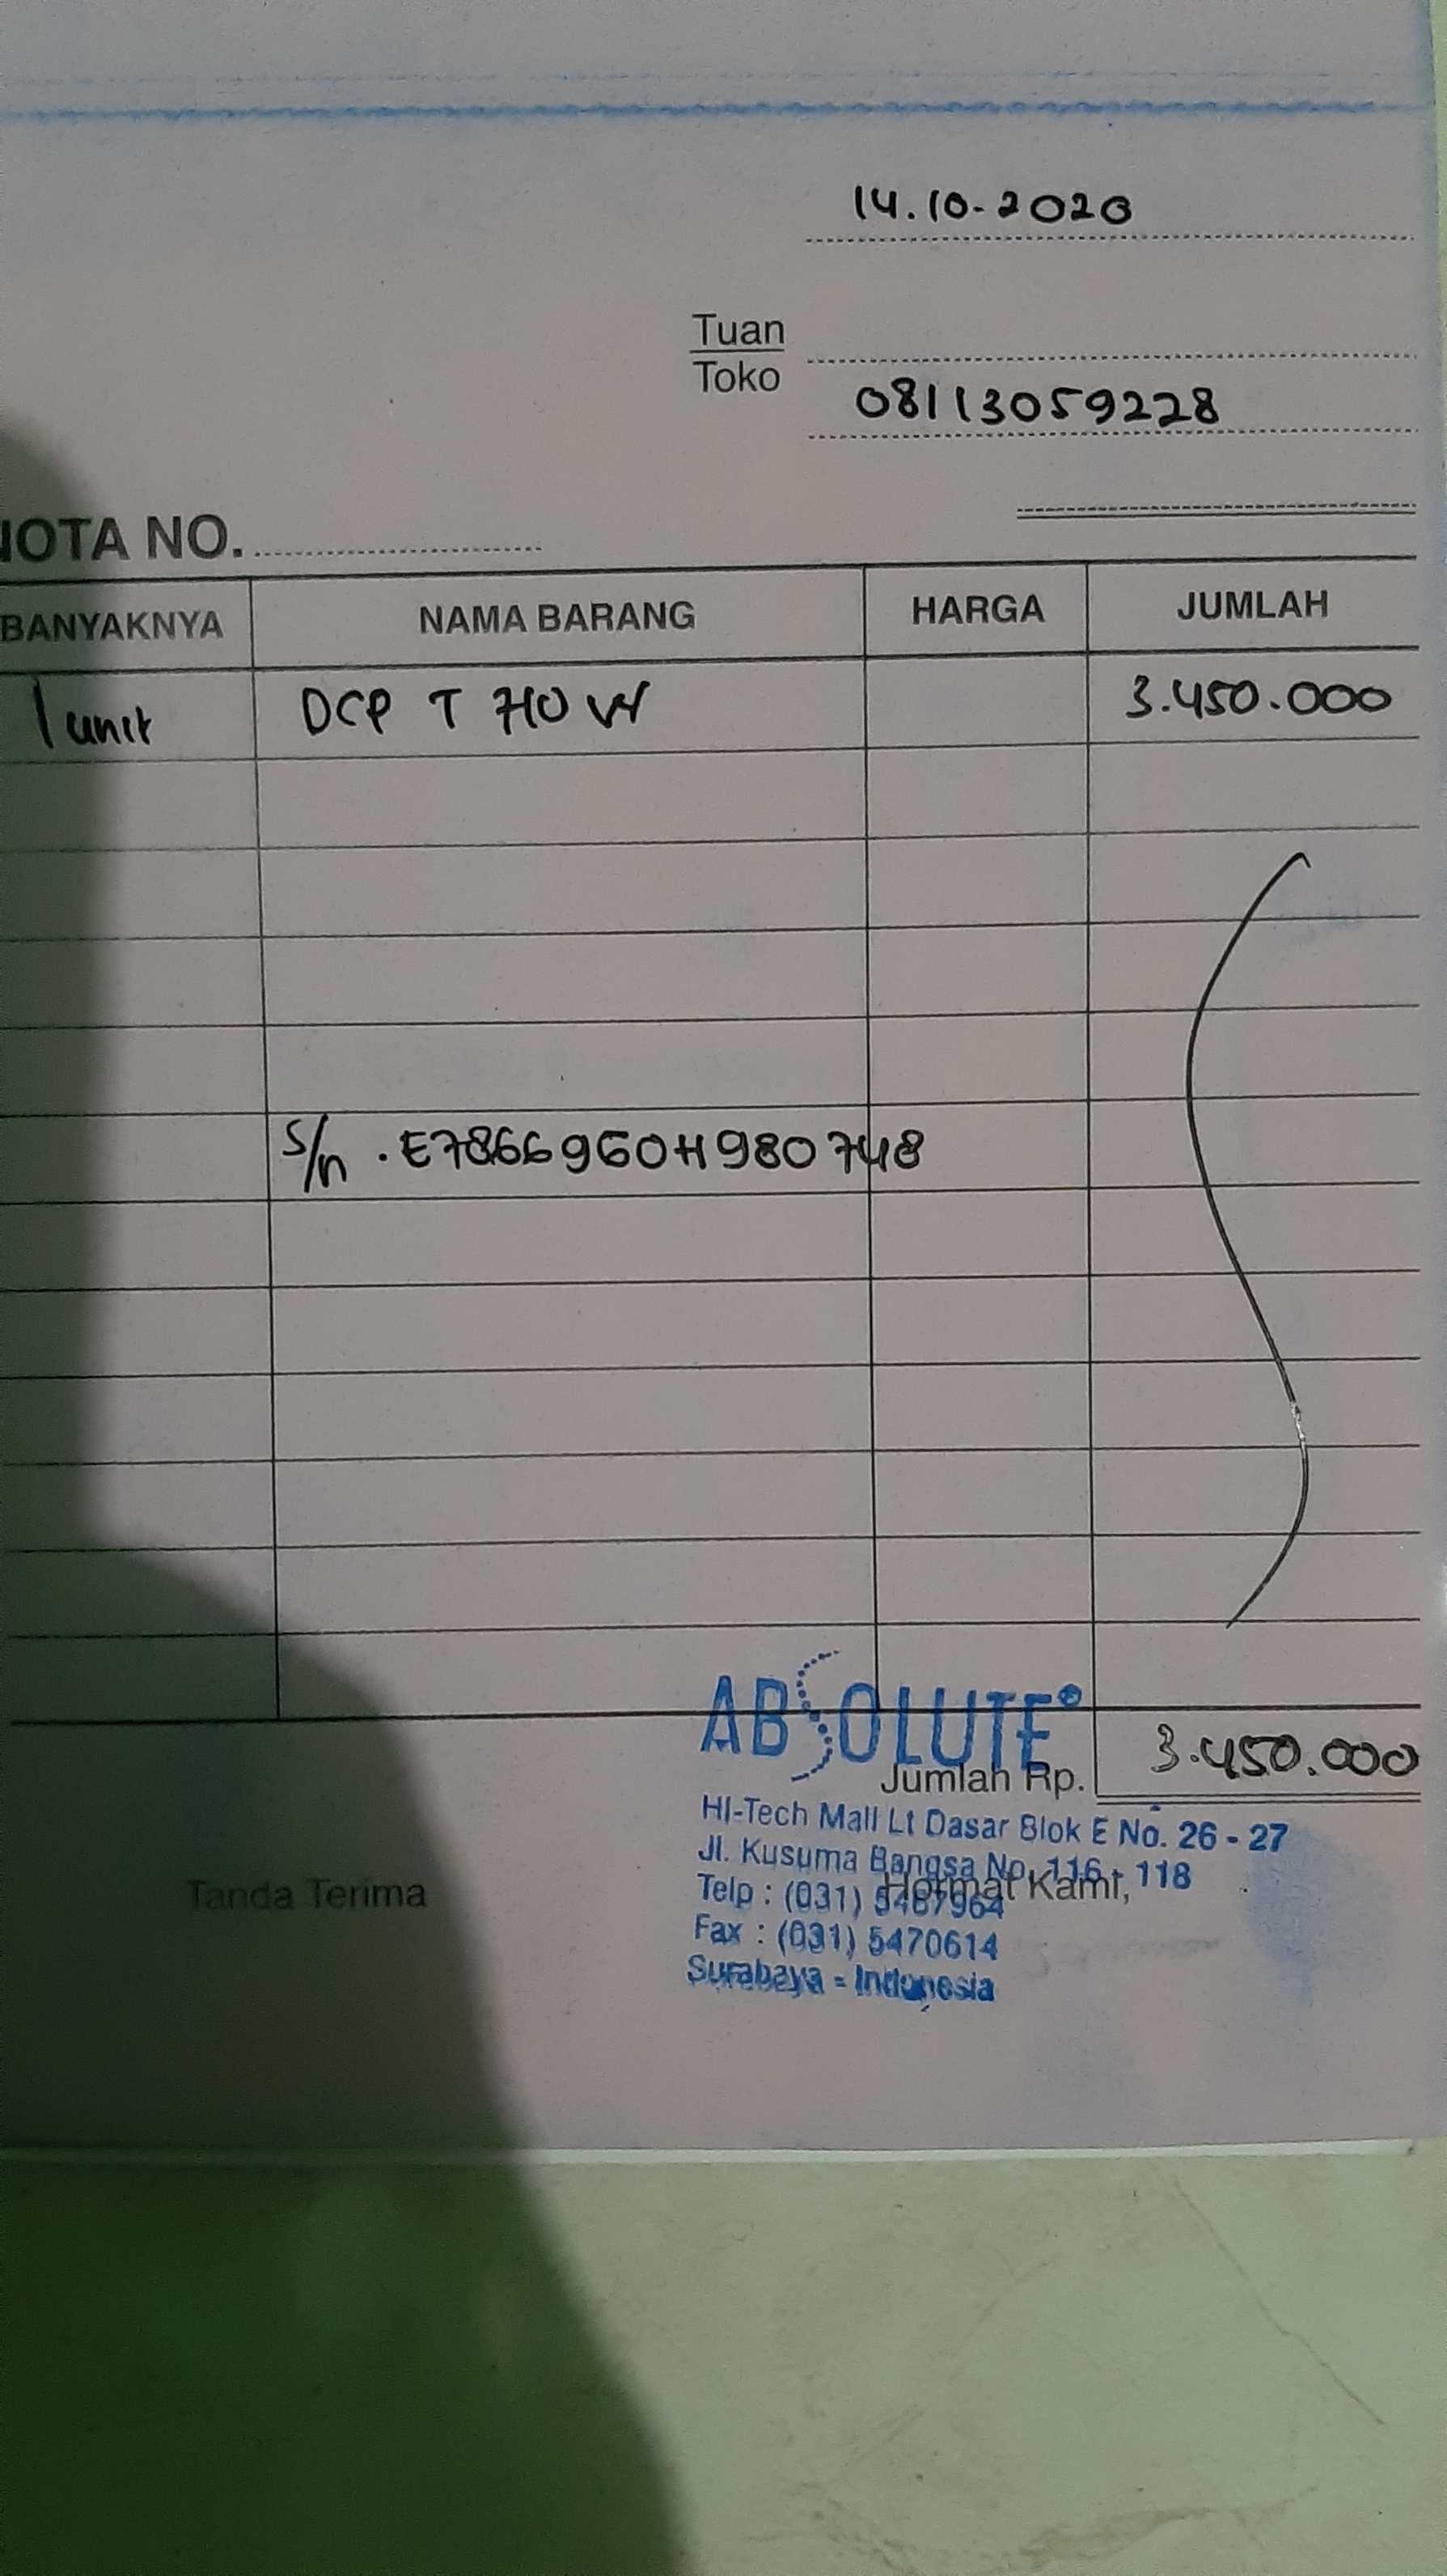 14.10-2020
Tuan
Toko
08113059228
NOTA NO.
BANYAKNYA NAMA BARANG HARGA JUMLAH
1 unit DCP T 710 W 3.450.000
S/n . E78669G0H980748
ABSOLUTE
Jumlah Rp. 3.450.000
HI-Tech Mall Lt Dasar Blok E No. 26 - 27
Jl. Kusuma Bangsa No. 116 - 118
Tanda Terima Hormat Kami,
Telp : (031) 5487964
Fax : (031) 5470614
Surabaya - Indonesia